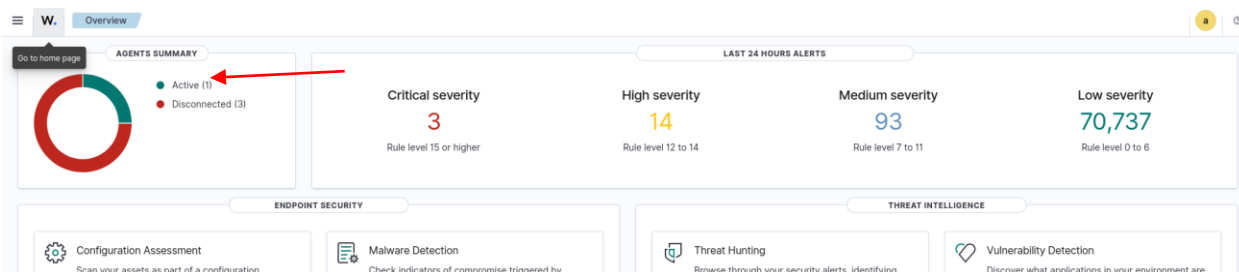 W.
Overview
a
Go to home page
AGENTS SUMMARY
Active (1)
Disconnected (3)
LAST 24 HOURS ALERTS
Critical severity
3
Rule level 15 or higher
High severity
14
Rule level 12 to 14
Medium severity
93
Rule level 7 to 11
Low severity
70,737
Rule level 0 to 6
ENDPOINT SECURITY
Configuration Assessment
Scan your assets as part of a configuration
Malware Detection
Check indicators of compromise triggered by
THREAT INTELLIGENCE
Threat Hunting
Browse through your security alerts, identifying
Vulnerability Detection
Discover what applications in your environment are